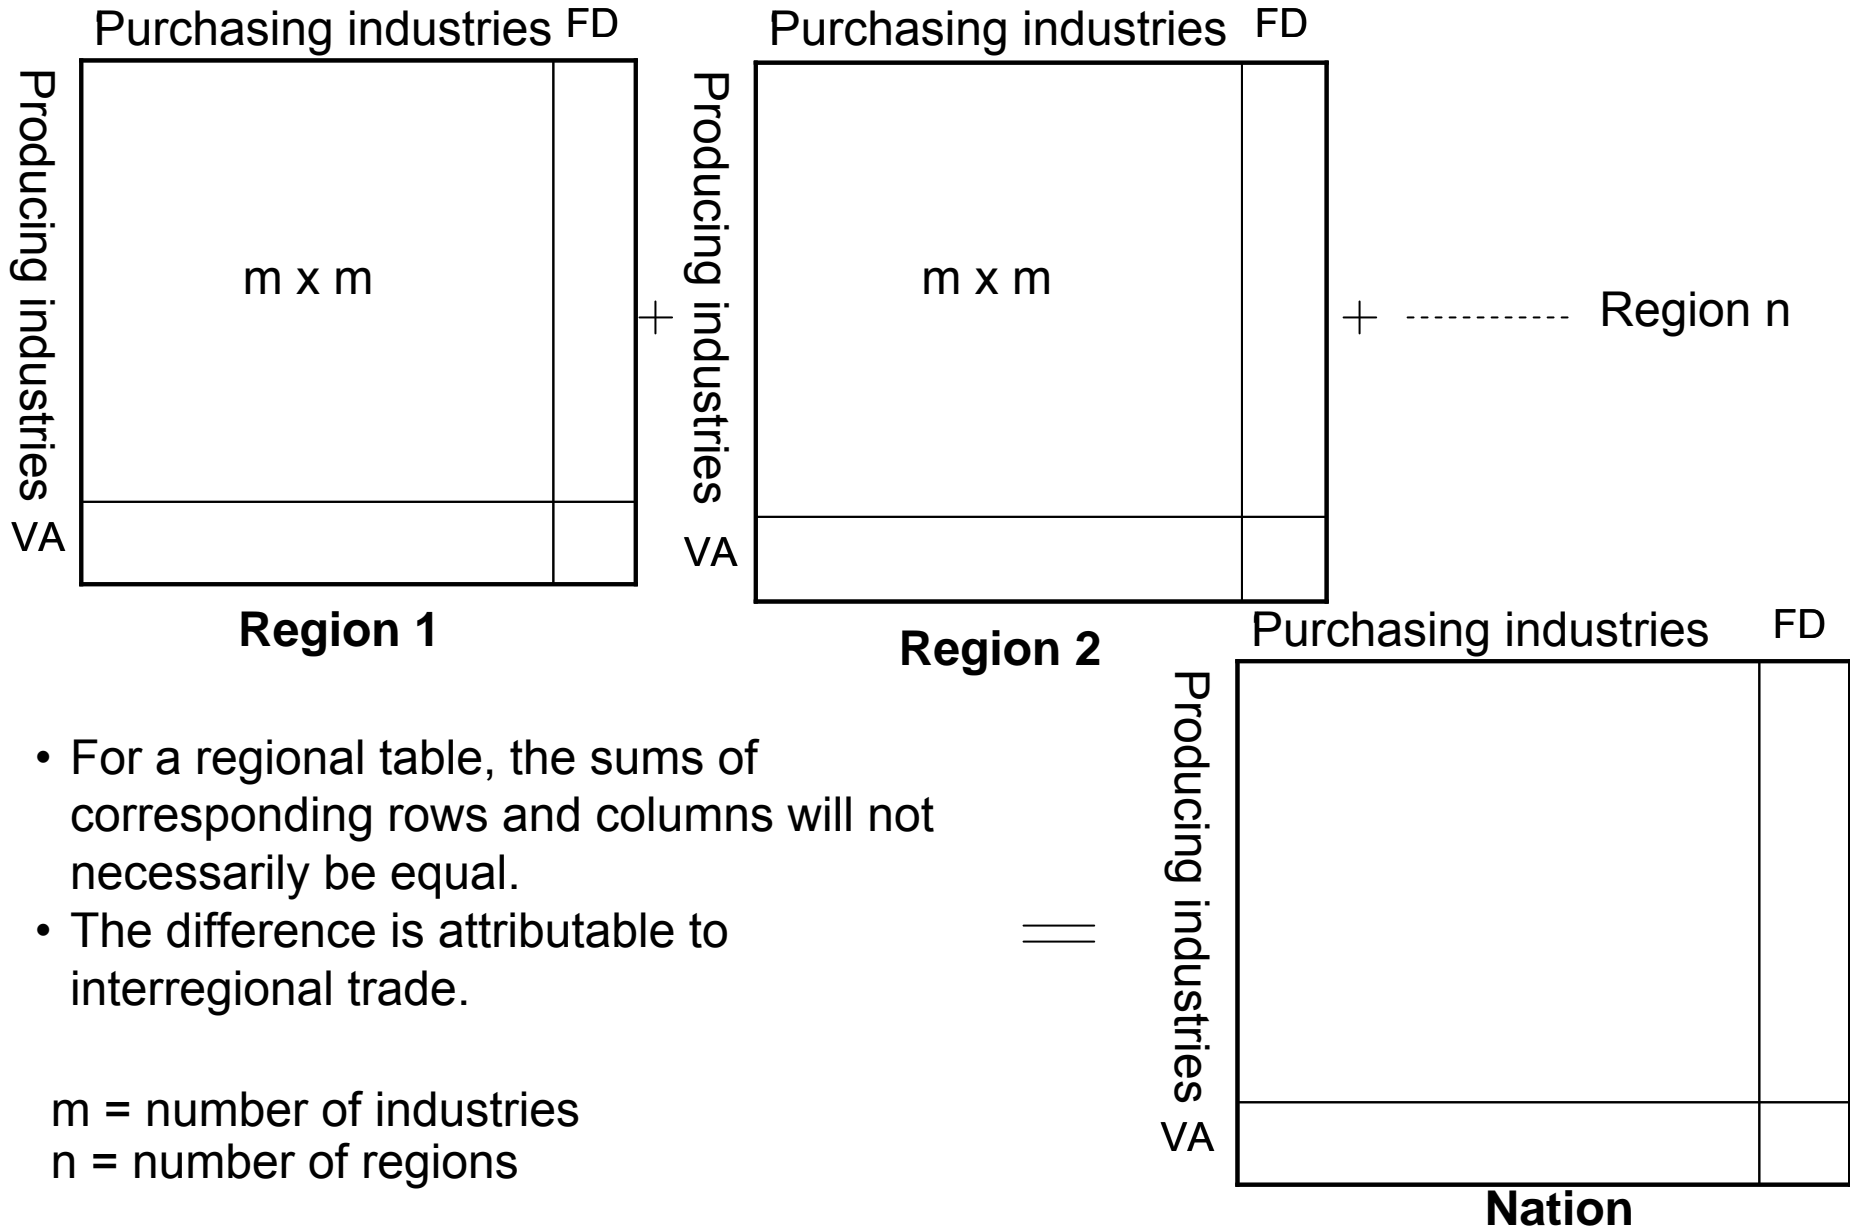 Purchasing industries FD
Producing industries
m x m
VA
Region 1
+
Purchasing industries FD
Producing industries
m x m
VA
Region 2
+ ----------- Region n
• For a regional table, the sums of
corresponding rows and columns will not
necessarily be equal.
• The difference is attributable to
interregional trade.
m = number of industries
n = number of regions
=
Purchasing industries FD
Producing industries
VA
Nation